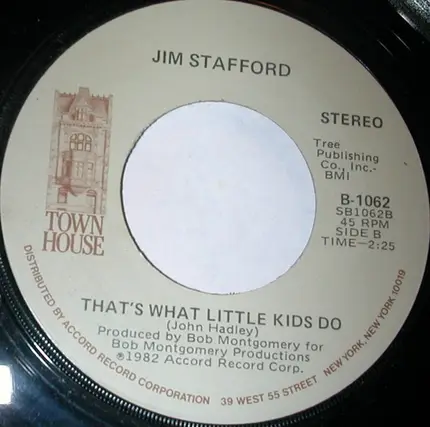 JIM STAFFORD
TOWN
HOUSE
STEREO
Tree
Publishing
Co., Inc.-
BMI
B-1062
SB1062B
45 RPM
SIDE B
TIME-2:25
THAT'S WHAT LITTLE KIDS DO
(John Hadley)
Produced by Bob Montgomery for
Bob Montgomery Productions
℗1982 Accord Record Corp.
DISTRIBUTED BY ACCORD RECORD CORPORATION 39 WEST 55 STREET NEW YORK, NEW YORK 10019